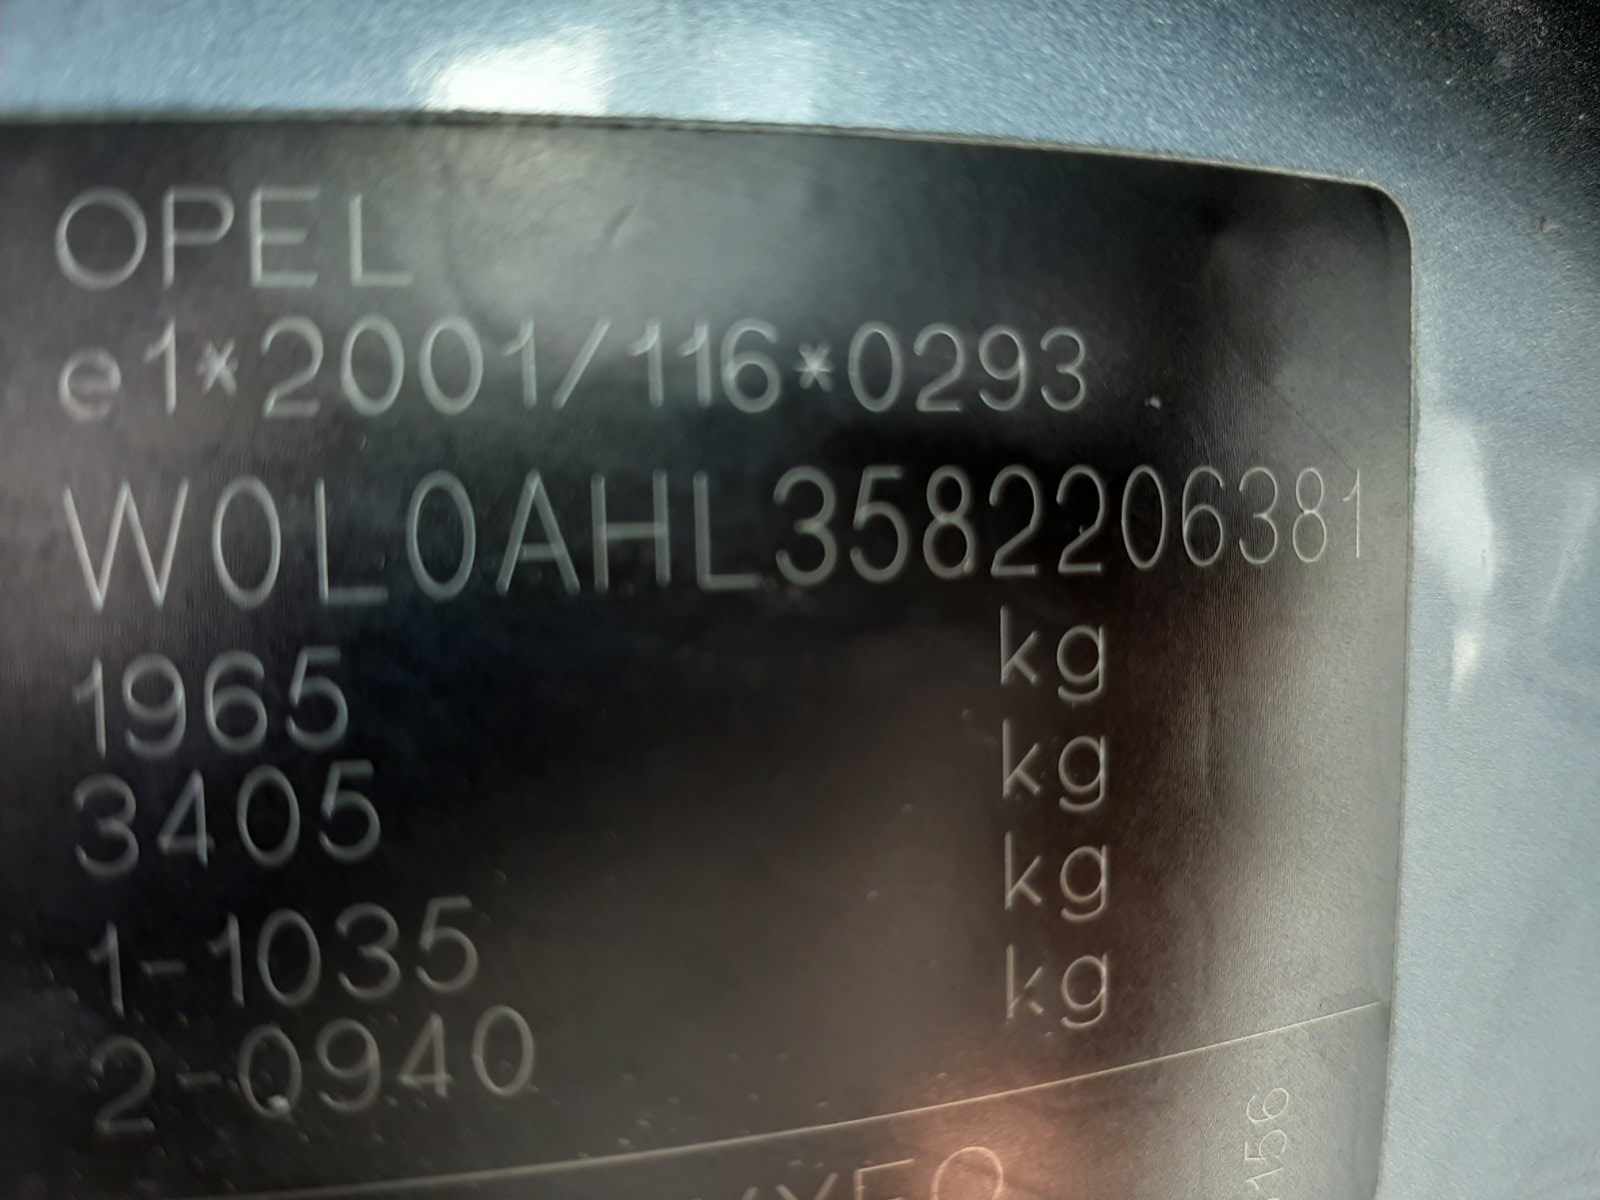 OPEL
e1*2001/116*0293
W0L0AHL3582206381
1965 kg
3405 kg
1-1035 kg
2-0940 kg